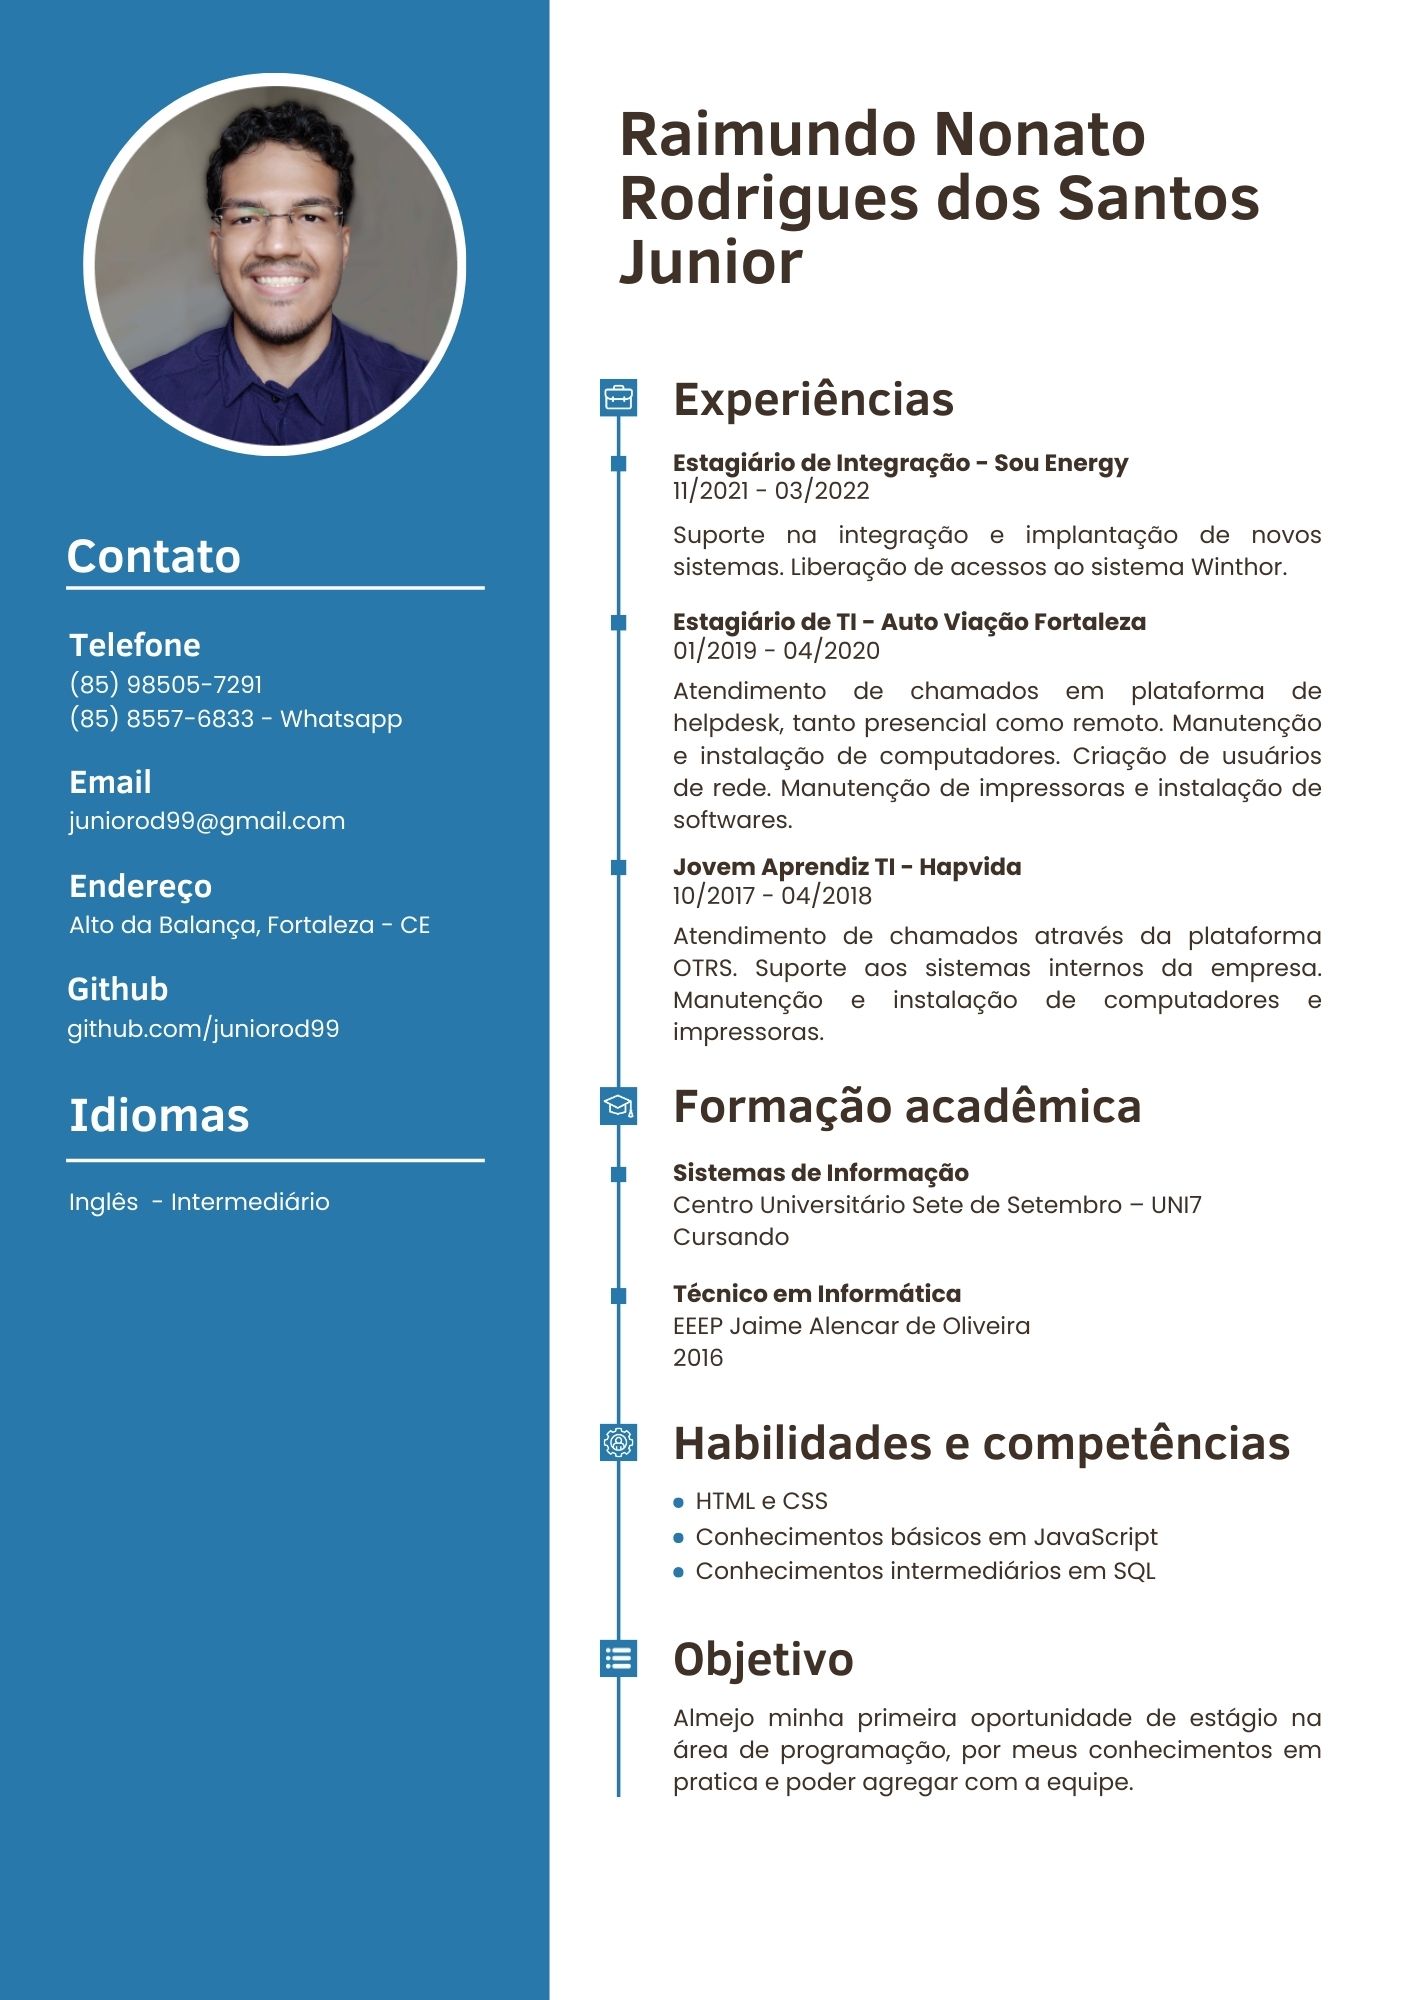 Raimundo Nonato
Rodrigues dos Santos
Junior
Contato
Telefone
(85) 98505-7291
(85) 8557-6833 - Whatsapp
Email
juniorod99@gmail.com
Endereço
Alto da Balança, Fortaleza - CE
Github
github.com/juniorod99
Idiomas
Inglês - Intermediário
Experiências
Estagiário de Integração - Sou Energy
11/2021 - 03/2022
Suporte na integração e implantação de novos
sistemas. Liberação de acessos ao sistema Winthor.
Estagiário de TI - Auto Viação Fortaleza
01/2019 - 04/2020
Atendimento de chamados em plataforma de
helpdesk, tanto presencial como remoto. Manutenção
e instalação de computadores. Criação de usuários
de rede. Manutenção de impressoras e instalação de
softwares.
Jovem Aprendiz TI - Hapvida
10/2017 - 04/2018
Atendimento de chamados através da plataforma
OTRS. Suporte aos sistemas internos da empresa.
Manutenção e instalação de computadores e
impressoras.
Formação acadêmica
Sistemas de Informação
Centro Universitário Sete de Setembro – UNI7
Cursando
Técnico em Informática
EEEP Jaime Alencar de Oliveira
2016
Habilidades e competências
HTML e CSS
Conhecimentos básicos em JavaScript
Conhecimentos intermediários em SQL
Objetivo
Almejo minha primeira oportunidade de estágio na
área de programação, por meus conhecimentos em
pratica e poder agregar com a equipe.